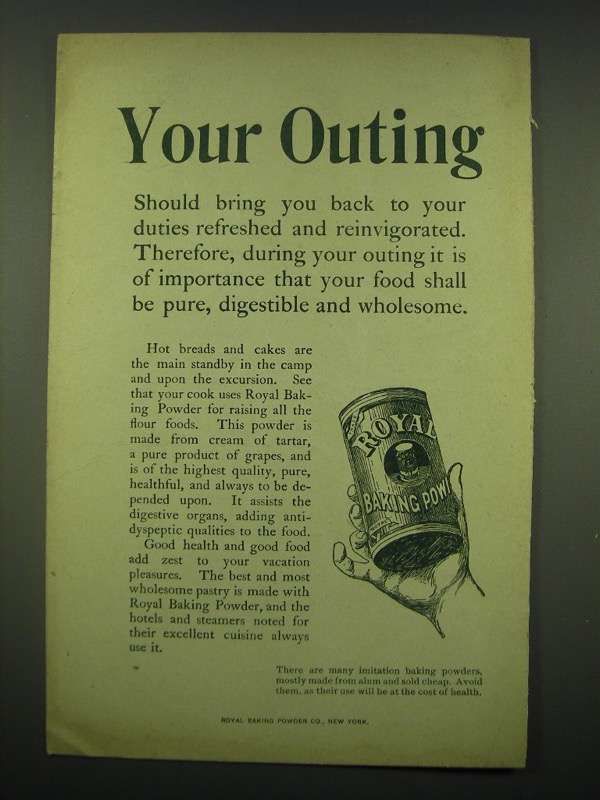 Your Outing
Should bring you back to your
duties refreshed and reinvigorated.
Therefore, during your outing it is
of importance that your food shall
be pure, digestible and wholesome.
Hot breads and cakes are
the main standby in the camp
and upon the excursion. See
that your cook uses Royal Bak-
ing Powder for raising all the
flour foods. This powder is
made from cream of tartar,
a pure product of grapes, and
is of the highest quality, pure,
healthful, and always to be de-
pended upon. It assists the
digestive organs, adding anti-
dyspeptic qualities to the food.
Good health and good food
add zest to your vacation
pleasures. The best and most
wholesome pastry is made with
Royal Baking Powder, and the
hotels and steamers noted for
their excellent cuisine always
use it.
ROYAL
BAKING POW
There are many imitation baking powders,
mostly made from alum and sold cheap. Avoid
them, as their use will be at the cost of health.
ROYAL BAKING POWDER CO., NEW YORK.